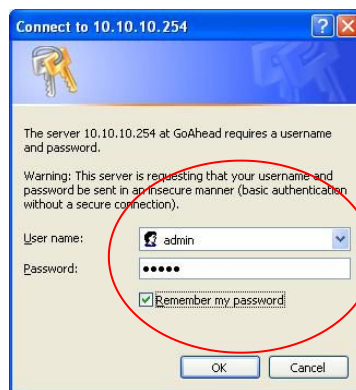 Connect to 10.10.10.254
The server 10.10.10.254 at GoAhead requires a username
and password.
Warning: This server is requesting that your username and
password be sent in an insecure manner (basic authentication
without a secure connection).
User name:
admin
Password:
•••••
Remember my password
OK
Cancel